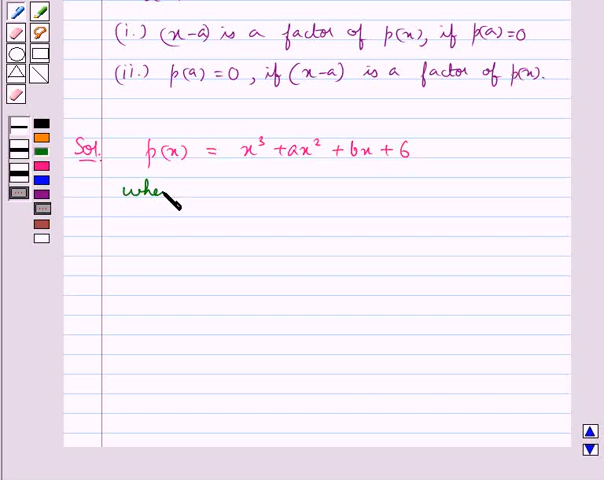 (i.) (x-a) is a factor of p(x), if p(a)=0
(ii.) p(a) = 0, if (x-a) is a factor of p(x).
Sol. p(x) = x³ + ax² + bx + 6
whe